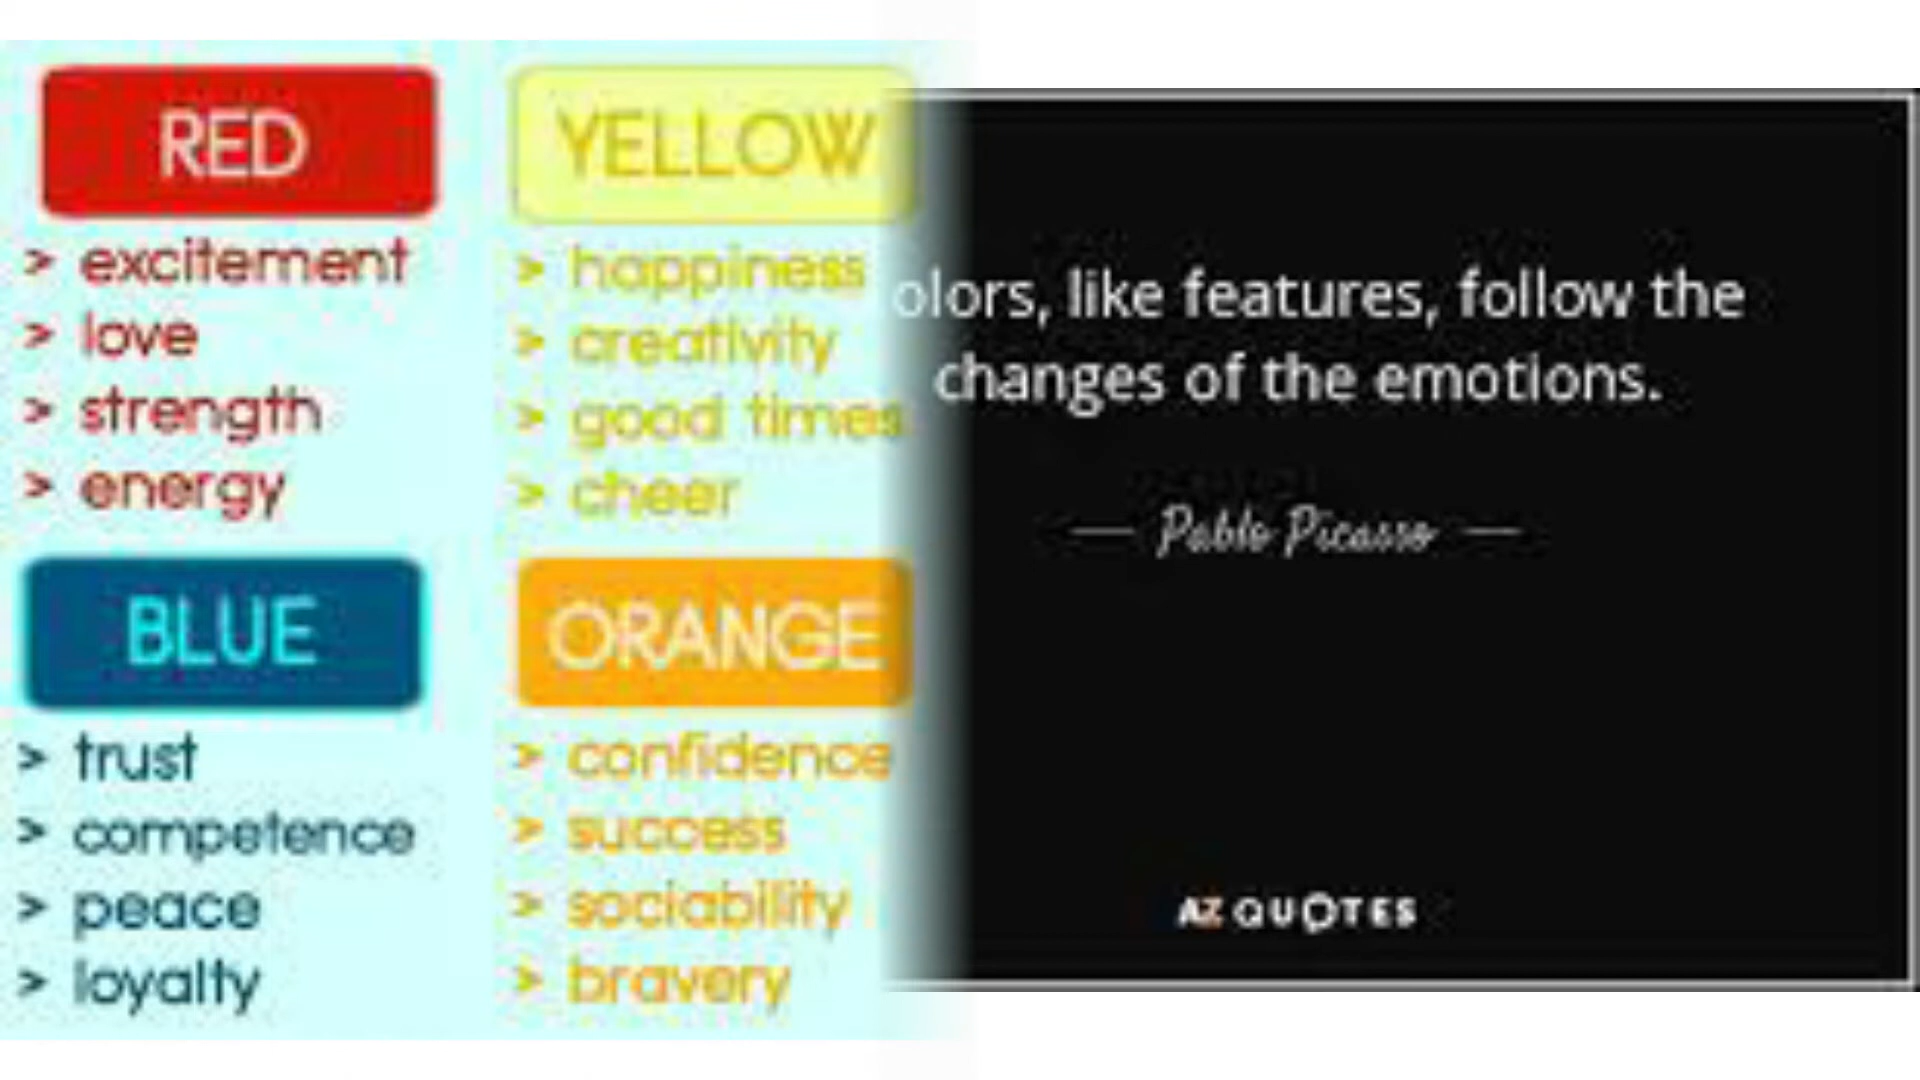 RED
> excitement
> love
> strength
> energy
YELLOW
> happiness
> creativity
> good times
> cheer
BLUE
> trust
> competence
> peace
> loyalty
ORANGE
> confidence
> success
> sociability
> bravery
olors, like features, follow the
changes of the emotions.
— Pablo Picasso —
AZ QUOTES